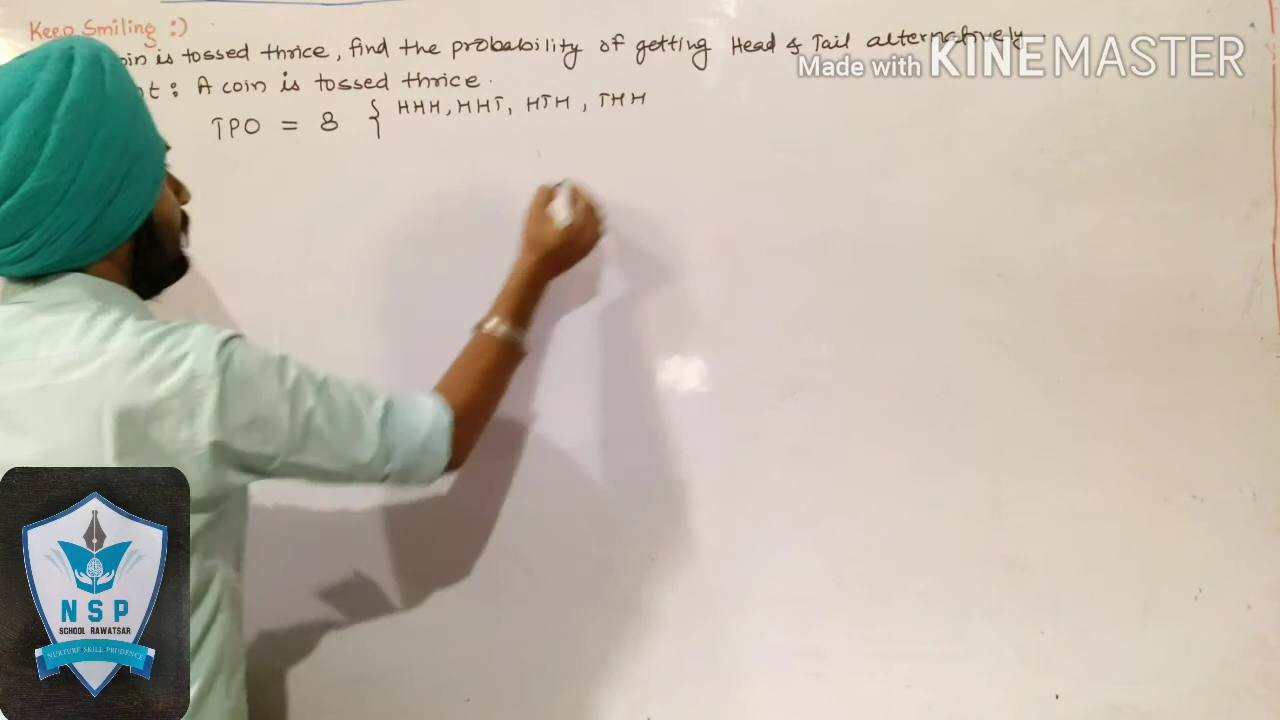 Keep Smiling :)
oin is tossed thrice, find the probability of getting Head & Tail alternatively.
t : A coin is tossed thrice.
TPO = 8 { HHH, HHT, HTH, THH
Made with KINEMASTER
NSP
SCHOOL RAWATSAR
NURTURE SKILL PRUDENCE